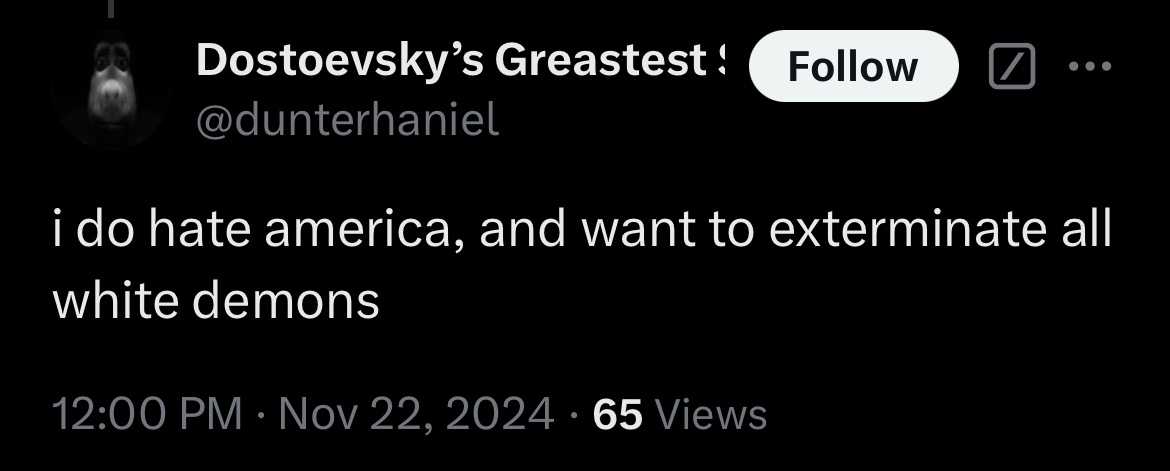 Dostoevsky’s Greastest
Follow
@dunterhaniel
i do hate america, and want to exterminate all
white demons
12:00 PM · Nov 22, 2024 · 65 Views